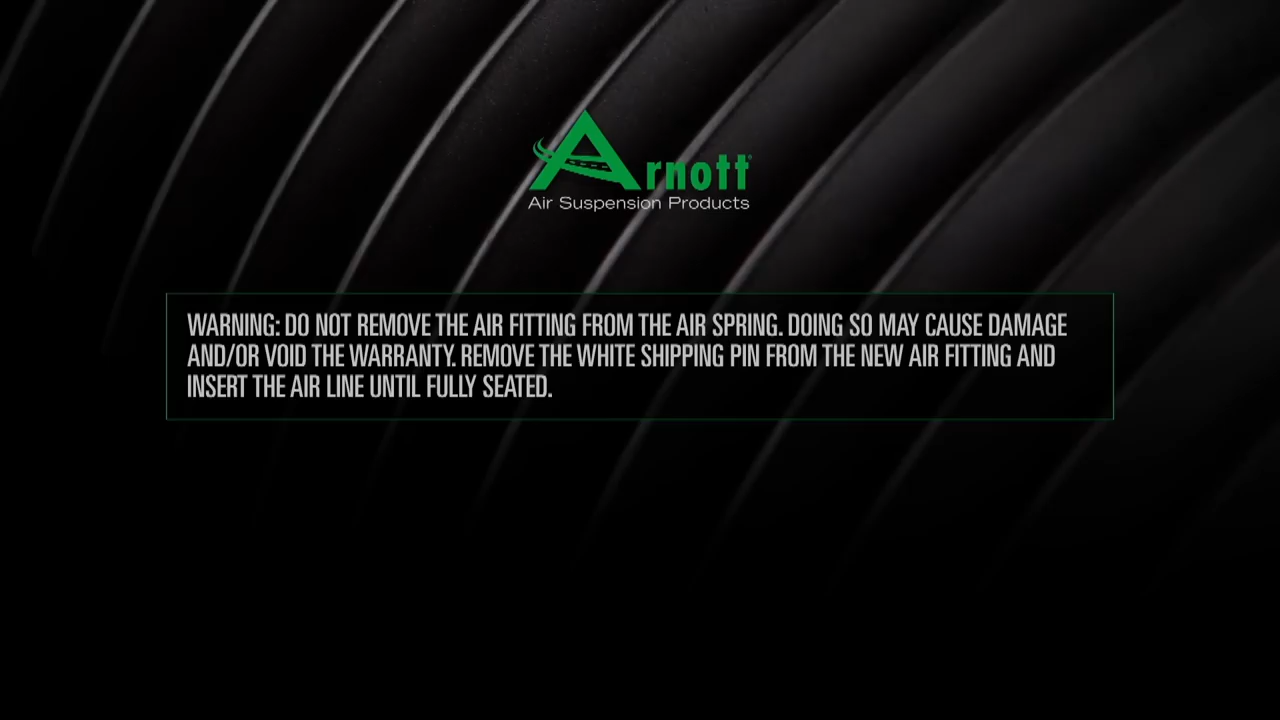 Arnott
Air Suspension Products
WARNING: DO NOT REMOVE THE AIR FITTING FROM THE AIR SPRING. DOING SO MAY CAUSE DAMAGE
AND/OR VOID THE WARRANTY. REMOVE THE WHITE SHIPPING PIN FROM THE NEW AIR FITTING AND
INSERT THE AIR LINE UNTIL FULLY SEATED.